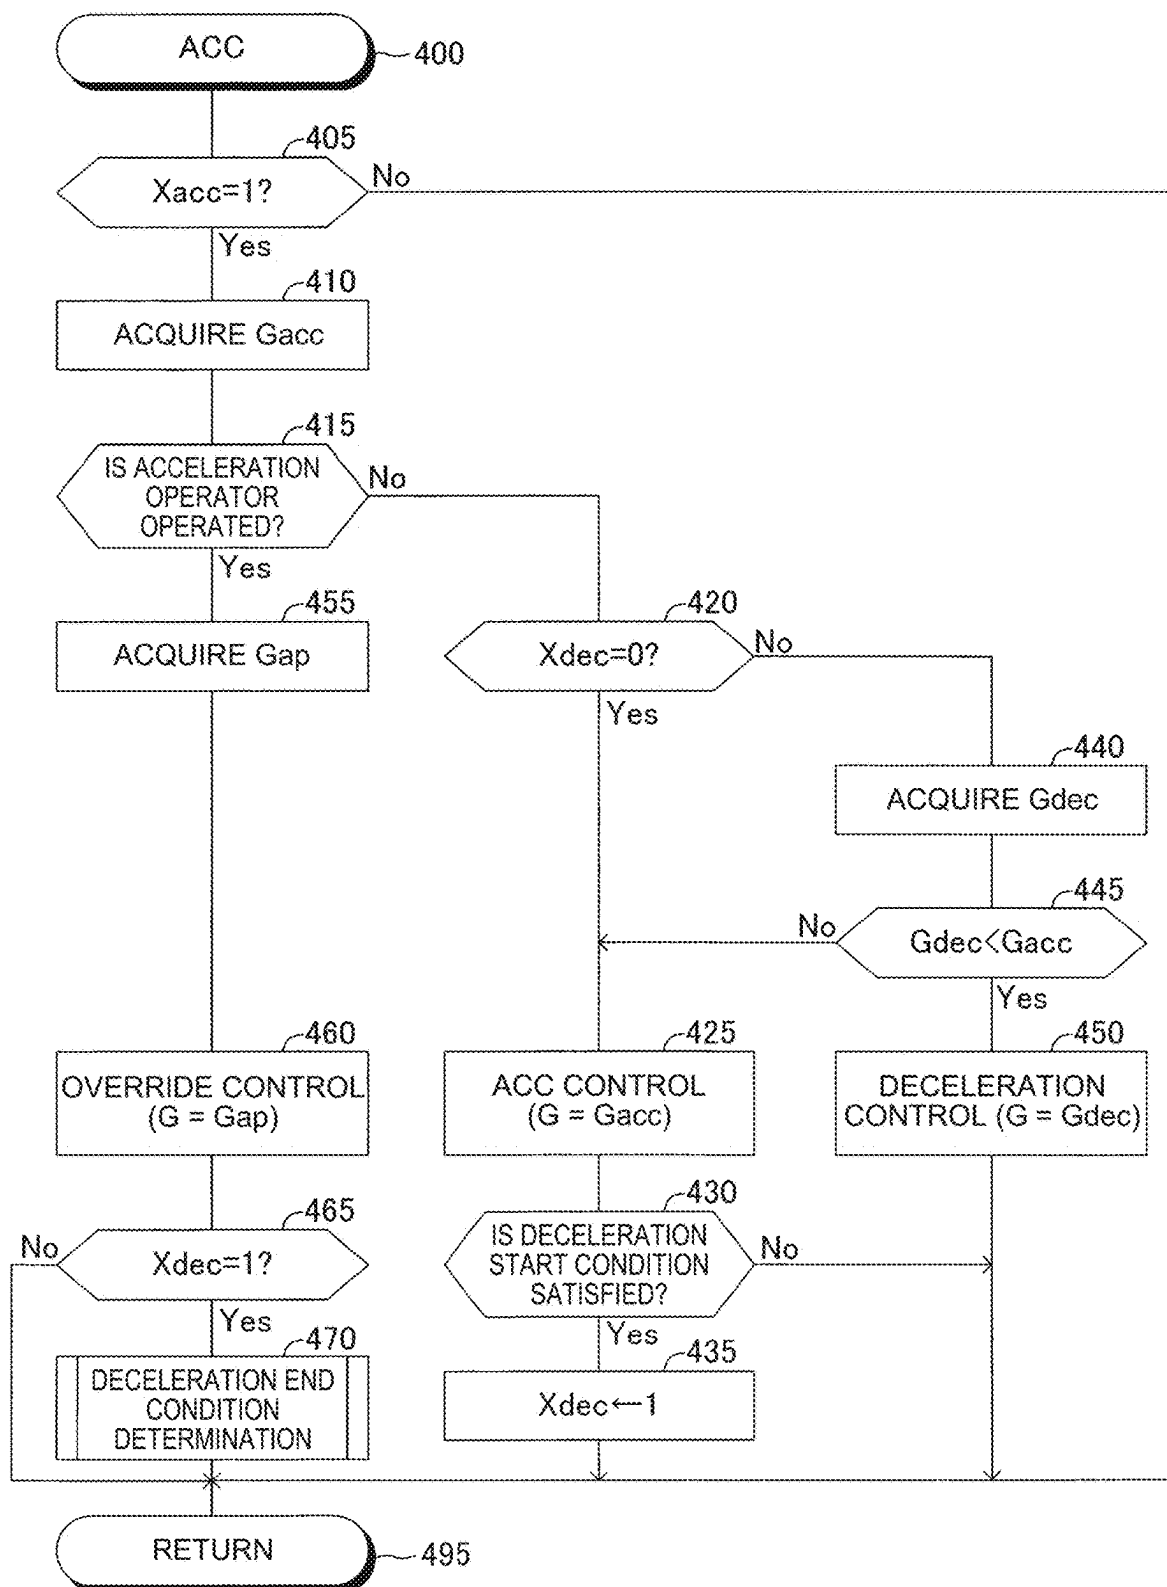 ACC
400
405
Xacc=1?
No
Yes
410
ACQUIRE Gacc
415
IS ACCELERATION
OPERATOR
OPERATED?
No
Yes
455
ACQUIRE Gap
420
Xdec=0?
No
Yes
440
ACQUIRE Gdec
445
Gdec<Gacc
No
Yes
460
OVERRIDE CONTROL
(G = Gap)
425
ACC CONTROL
(G = Gacc)
450
DECELERATION
CONTROL (G = Gdec)
465
Xdec=1?
No
Yes
430
IS DECELERATION
START CONDITION
SATISFIED?
No
Yes
470
DECELERATION END
CONDITION
DETERMINATION
435
Xdec←1
RETURN
495